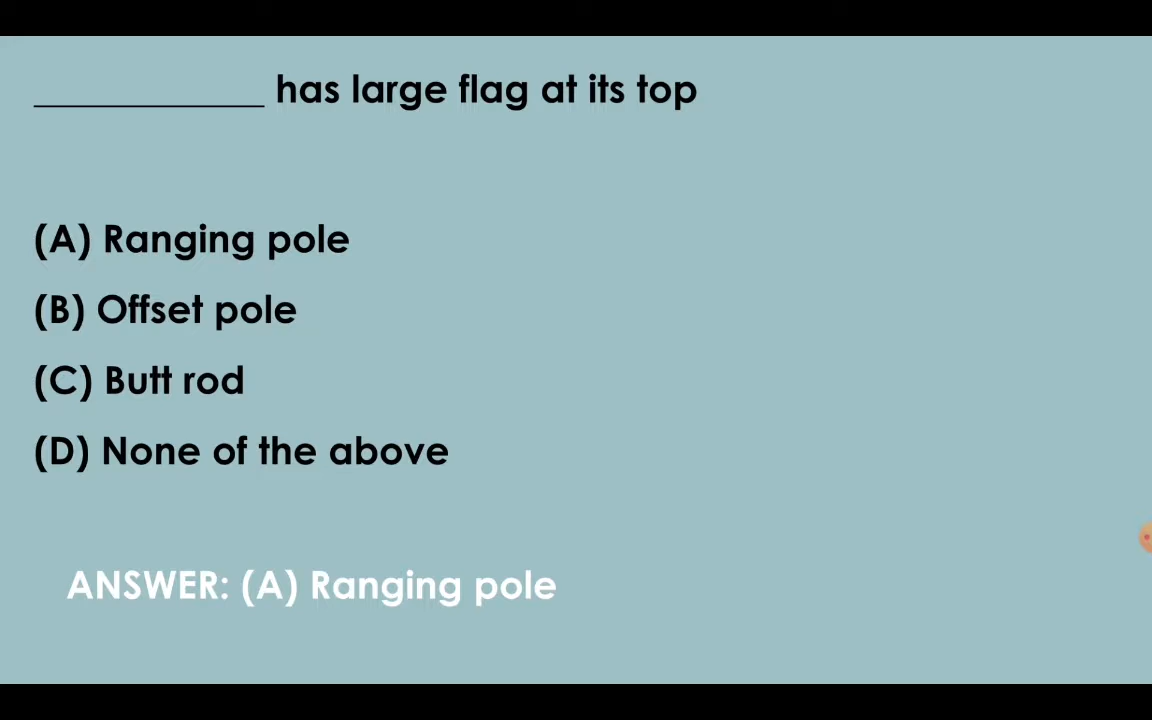 ____________ has large flag at its top
(A) Ranging pole
(B) Offset pole
(C) Butt rod
(D) None of the above
ANSWER: (A) Ranging pole